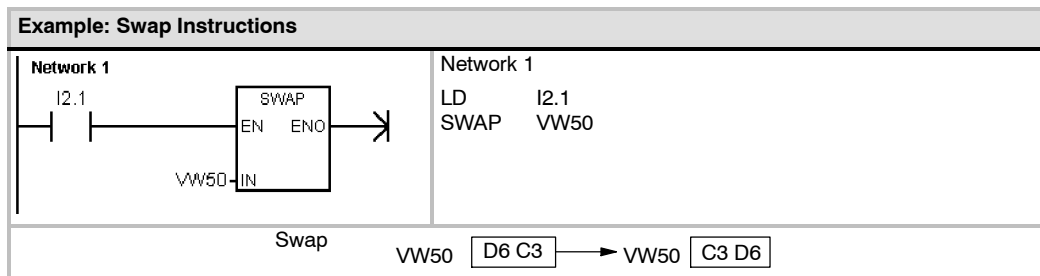 Example: Swap Instructions
Network 1
I2.1
SWAP
EN ENO
VW50 IN
Network 1
LD I2.1
SWAP VW50
Swap VW50 D6 C3 VW50 C3 D6